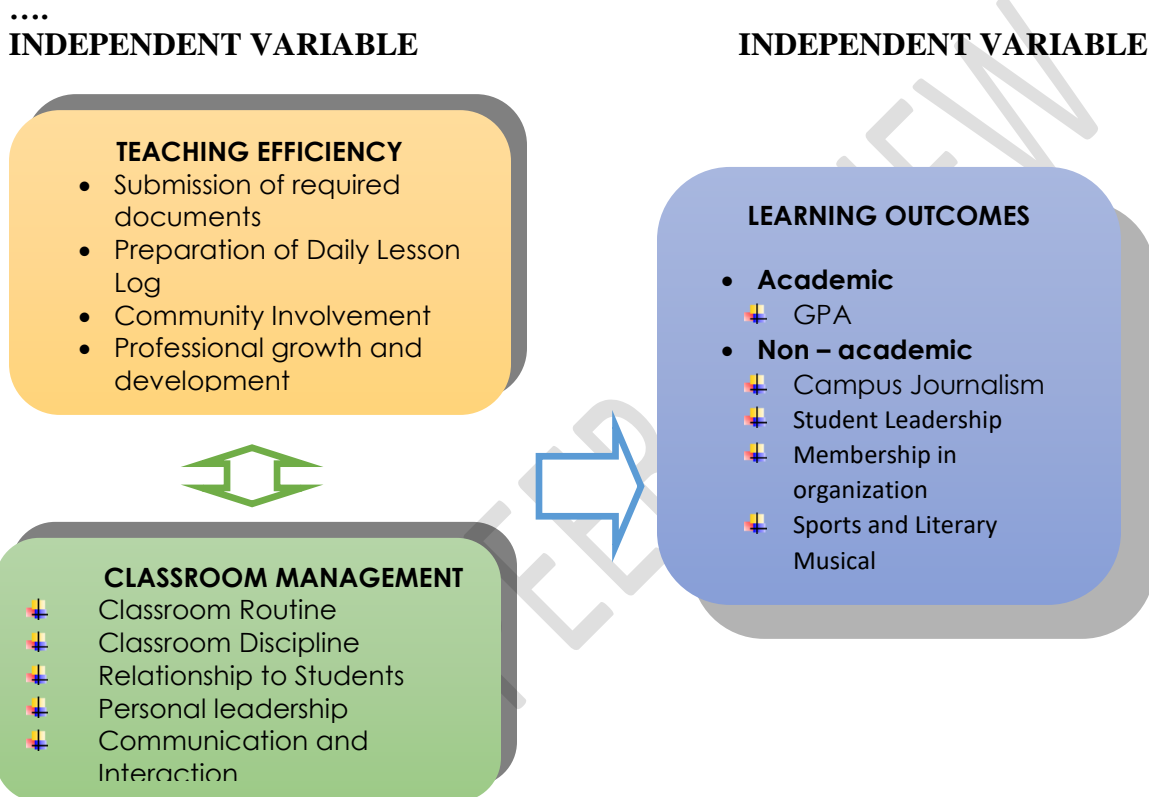 ….
INDEPENDENT VARIABLE
INDEPENDENT VARIABLE
TEACHING EFFICIENCY
• Submission of required
documents
• Preparation of Daily Lesson
Log
• Community Involvement
• Professional growth and
development
CLASSROOM MANAGEMENT
Classroom Routine
Classroom Discipline
Relationship to Students
Personal leadership
Communication and
Interaction
LEARNING OUTCOMES
• Academic
GPA
• Non – academic
Campus Journalism
Student Leadership
Membership in
organization
Sports and Literary
Musical